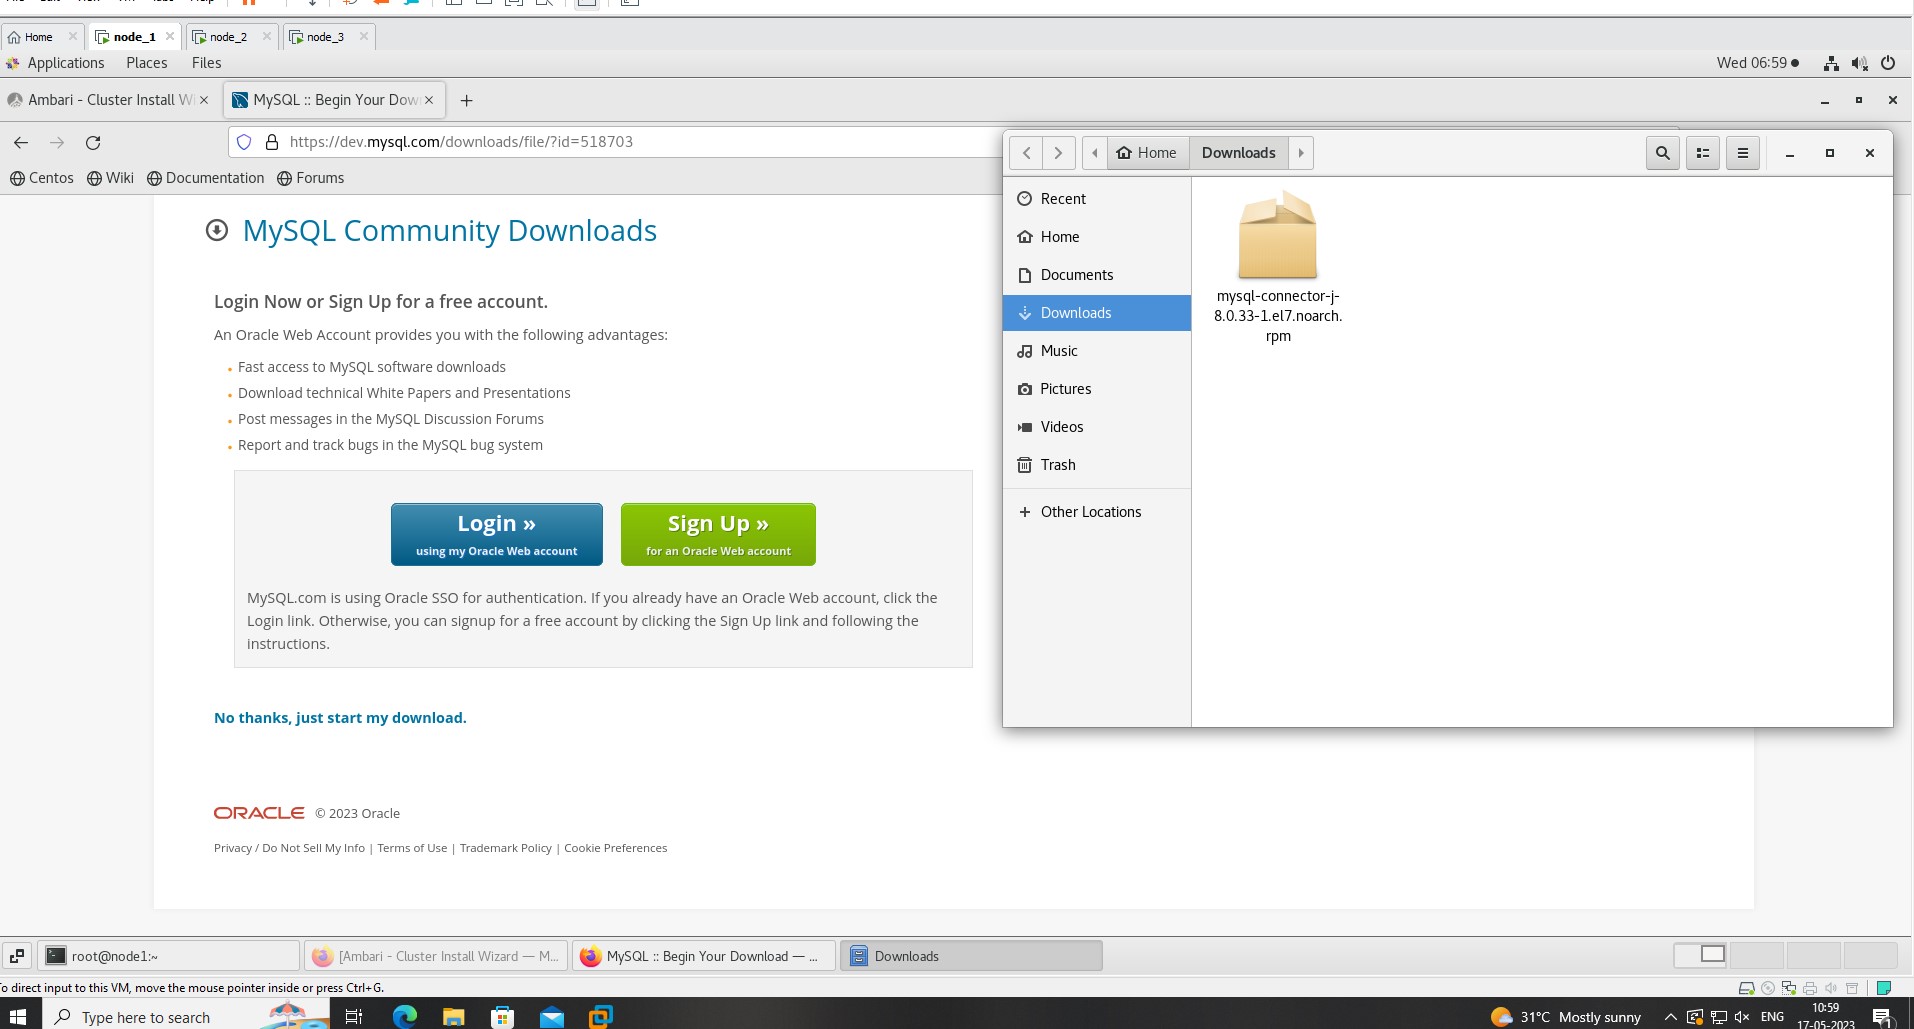 Home
node_1
node_2
node_3
Applications Places Files
Wed 06:59
Ambari - Cluster Install Wi
MySQL :: Begin Your Dow
https://dev.mysql.com/downloads/file/?id=518703
Centos Wiki Documentation Forums
MySQL Community Downloads
Login Now or Sign Up for a free account.
An Oracle Web Account provides you with the following advantages:
Fast access to MySQL software downloads
Download technical White Papers and Presentations
Post messages in the MySQL Discussion Forums
Report and track bugs in the MySQL bug system
Login »
using my Oracle Web account
Sign Up »
for an Oracle Web account
MySQL.com is using Oracle SSO for authentication. If you already have an Oracle Web account, click the
Login link. Otherwise, you can signup for a free account by clicking the Sign Up link and following the
instructions.
No thanks, just start my download.
ORACLE © 2023 Oracle
Privacy / Do Not Sell My Info | Terms of Use | Trademark Policy | Cookie Preferences
Home Downloads
Recent
Home
Documents
Downloads
Music
Pictures
Videos
Trash
Other Locations
mysql-connector-j-
8.0.33-1.el7.noarch.
rpm
root@node1:~
[Ambari - Cluster Install Wizard — M...
MySQL :: Begin Your Download — ...
Downloads
To direct input to this VM, move the mouse pointer inside or press Ctrl+G.
Type here to search
31°C Mostly sunny
ENG
10:59
17-05-2023